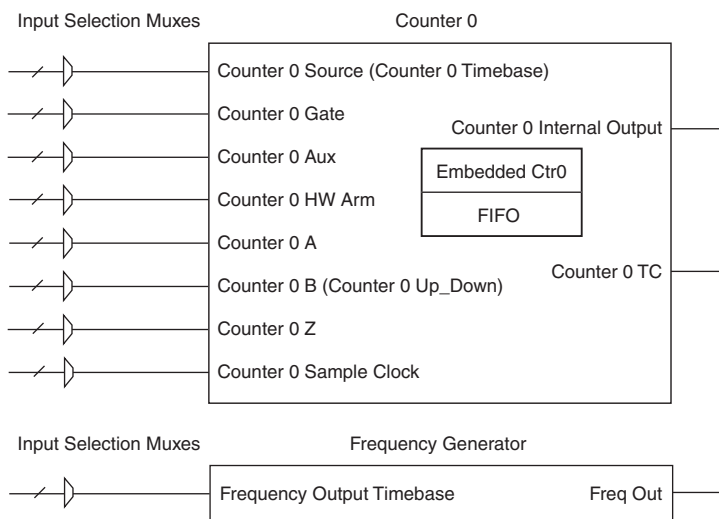 Input Selection Muxes
Counter 0
Counter 0 Source (Counter 0 Timebase)
Counter 0 Gate
Counter 0 Internal Output
Counter 0 Aux
Embedded Ctr0
Counter 0 HW Arm
FIFO
Counter 0 A
Counter 0 TC
Counter 0 B (Counter 0 Up_Down)
Counter 0 Z
Counter 0 Sample Clock
Input Selection Muxes
Frequency Generator
Frequency Output Timebase
Freq Out